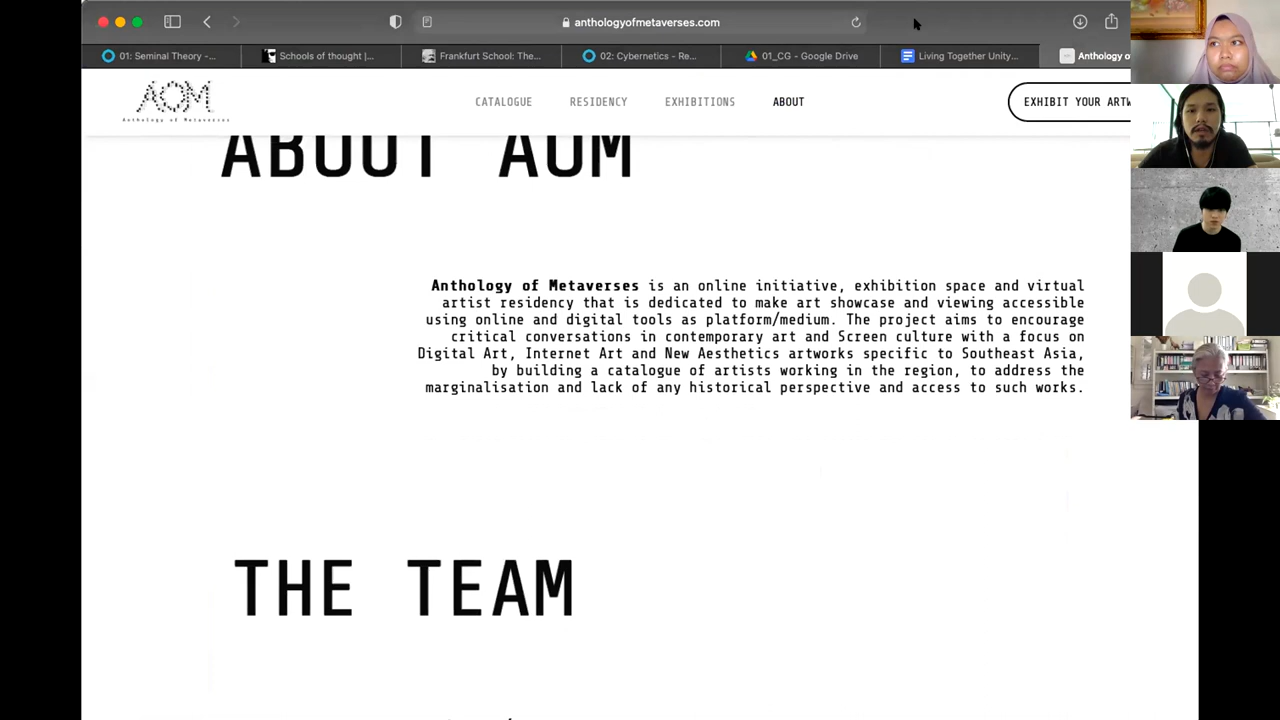 anthologyofmetaverses.com
01: Seminal Theory -...
Schools of thought |...
Frankfurt School: The...
02: Cybernetics - Re...
01_CG - Google Drive
Living Together Unity...
Anthology o
AOM
Anthology of Metaverses
CATALOGUE
RESIDENCY
EXHIBITIONS
ABOUT
EXHIBIT YOUR ARTW
ABOUT AOM
Anthology of Metaverses is an online initiative, exhibition space and virtual
artist residency that is dedicated to make art showcase and viewing accessible
using online and digital tools as platform/medium. The project aims to encourage
critical conversations in contemporary art and Screen culture with a focus on
Digital Art, Internet Art and New Aesthetics artworks specific to Southeast Asia,
by building a catalogue of artists working in the region, to address the
marginalisation and lack of any historical perspective and access to such works.
THE TEAM